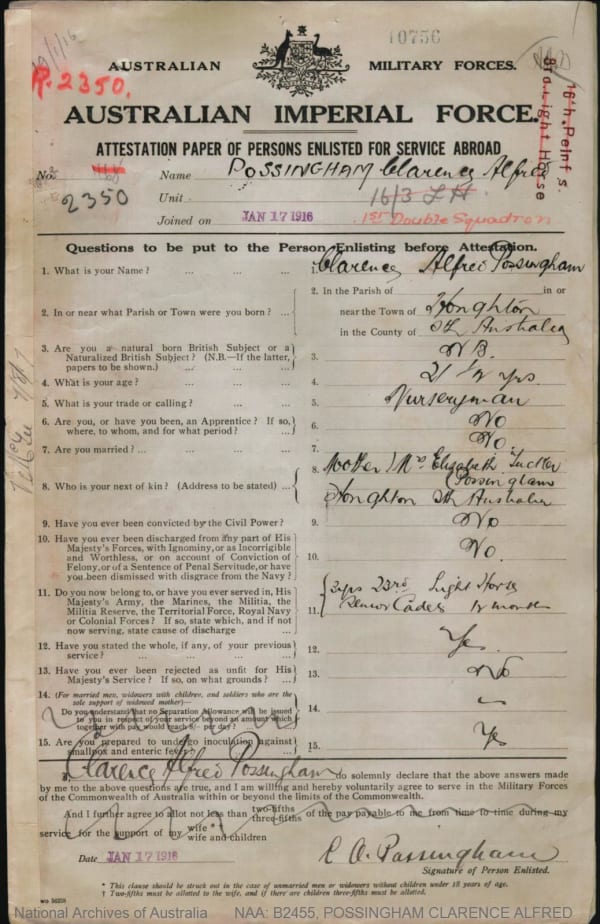 10756
AUSTRALIAN MILITARY FORCES.
R.2350.
AUSTRALIAN IMPERIAL FORCE.
16th Reinfts.
3rd Light Horse
ATTESTATION PAPER OF PERSONS ENLISTED FOR SERVICE ABROAD
No. 2350
Name POSSINGHAM Clarence Alfred
Unit 16/3 LH
1st Double Squadron
Joined on JAN 17 1916
Questions to be put to the Person Enlisting before Attestation.
1. What is your Name? ... ... ... Clarence Alfred Possingham
2. In or near what Parish or Town were you born? ...
2. In the Parish of in or
near the Town of Houghton
in the County of Sth Australia
3. Are you a natural born British Subject or a
Naturalized British Subject? (N.B.—If the latter,
papers to be shown.) ... ... ...
3. N.B.
4. What is your age? ... ... ...
4. 21 1/2 yrs.
5. What is your trade or calling? ... ...
5. Nurseryman
6. Are you, or have you been, an Apprentice? If so,
where, to whom, and for what period? ...
6. No
7. Are you married? ... ... ... ...
7. No.
8. Who is your next of kin? (Address to be stated) ...
8. Mother (Mrs Elizabeth Tucker
Possingham
Houghton Sth Australia
9. Have you ever been convicted by the Civil Power?
9. No
10. Have you ever been discharged from any part of His
Majesty's Forces, with Ignominy, or as Incorrigible
and Worthless, or on account of Conviction of
Felony, or of a Sentence of Penal Servitude, or have
you been dismissed with disgrace from the Navy?
10. No.
11. Do you now belong to, or have you ever served in, His
Majesty's Army, the Marines, the Militia, the
Militia Reserve, the Territorial Force, Royal Navy
or Colonial Forces? If so, state which, and if not
now serving, state cause of discharge ...
11. 3 yrs 23rd Light Horse
Senior Cadets 12 months
12. Have you stated the whole, if any, of your previous
service? ... ... ... ...
12. Yes.
13. Have you ever been rejected as unfit for His
Majesty's Service? If so, on what grounds? ...
13. No
14. (For married men, widowers with children, and soldiers who are the
sole support of widowed mother)—
Do you understand that no Separation Allowance will be issued
to you in respect of your service beyond an amount which
together with pay would reach 8/- per day?
14.
15. Are you prepared to undergo inoculation against
smallpox and enteric fever?
15. Yes
I, Clarence Alfred Possingham do solemnly declare that the above answers made
by me to the above questions are true, and I am willing and hereby voluntarily agree to serve in the Military Forces
of the Commonwealth of Australia within or beyond the limits of the Commonwealth.
And I further agree to allot not less than two-fifths
three-fifths of the pay payable to me from time to time during my
service for the support of my wife
wife and children
Date JAN 17 1916
C. A. Possingham
Signature of Person Enlisted.
* This clause should be struck out in the case of unmarried men or widowers without children under 18 years of age.
† Two-fifths must be allotted to the wife, and if there are children three-fifths must be allotted.
National Archives of Australia NAA: B2455, POSSINGHAM CLARENCE ALFRED